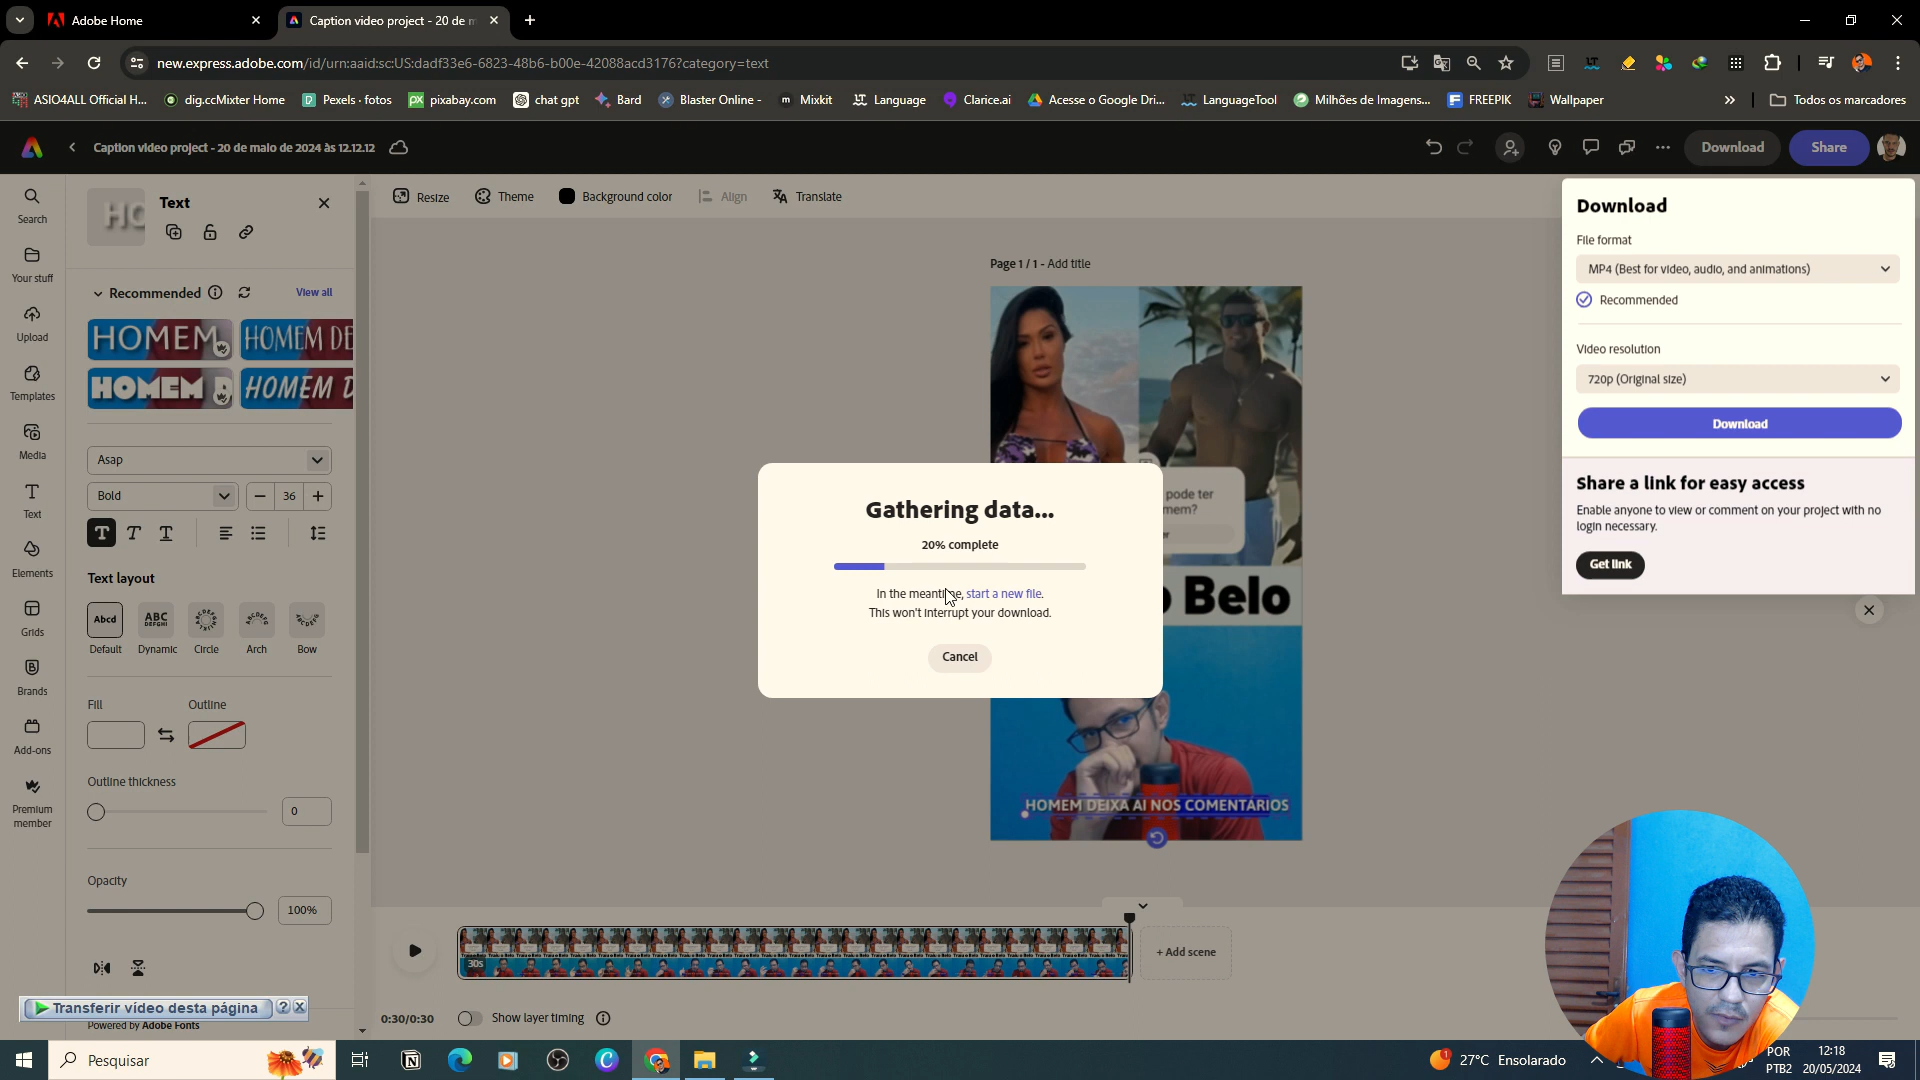 Adobe Home
Caption video project - 20 de m
new.express.adobe.com/id/urn:aaid:sc:US:dadf33e6-6823-48b6-b00e-42088acd3176?category=text
ASIO4ALL Official H...
dig.ccMixter Home
Pexels · fotos
pixabay.com
chat gpt
Bard
Blaster Online -
Mixkit
Language
Clarice.ai
Acesse o Google Dri...
LanguageTool
Milhões de Imagens...
FREEPIK
Wallpaper
Todos os marcadores
Caption video project - 20 de maio de 2024 às 12.12.12
Download
Share
Search
Your stuff
Upload
Templates
Media
Text
Elements
Grids
Brands
Add-ons
Premium
member
Text
Recommended
View all
HOMEM
HOMEM DE
HOMEM D
HOMEM D
Asap
Bold
36
Text layout
Abcd
ABC
DEFGHI
Default
Dynamic
Circle
Arch
Bow
Fill
Outline
Outline thickness
0
Opacity
100%
Transferir vídeo desta página
Powered by Adobe Fonts
Resize
Theme
Background color
Align
Translate
Page 1 / 1 - Add title
pode ter
mem?
Gathering data...
20% complete
In the meantime, start a new file.
This won't interrupt your download.
Cancel
o Belo
HOMEM DEIXA AI NOS COMENTÁRIOS
30s
+ Add scene
0:30/0:30
Show layer timing
Download
File format
MP4 (Best for video, audio, and animations)
Recommended
Video resolution
720p (Original size)
Download
Share a link for easy access
Enable anyone to view or comment on your project with no
login necessary.
Get link
Pesquisar
27°C Ensolarado
POR
PTB2
12:18
20/05/2024